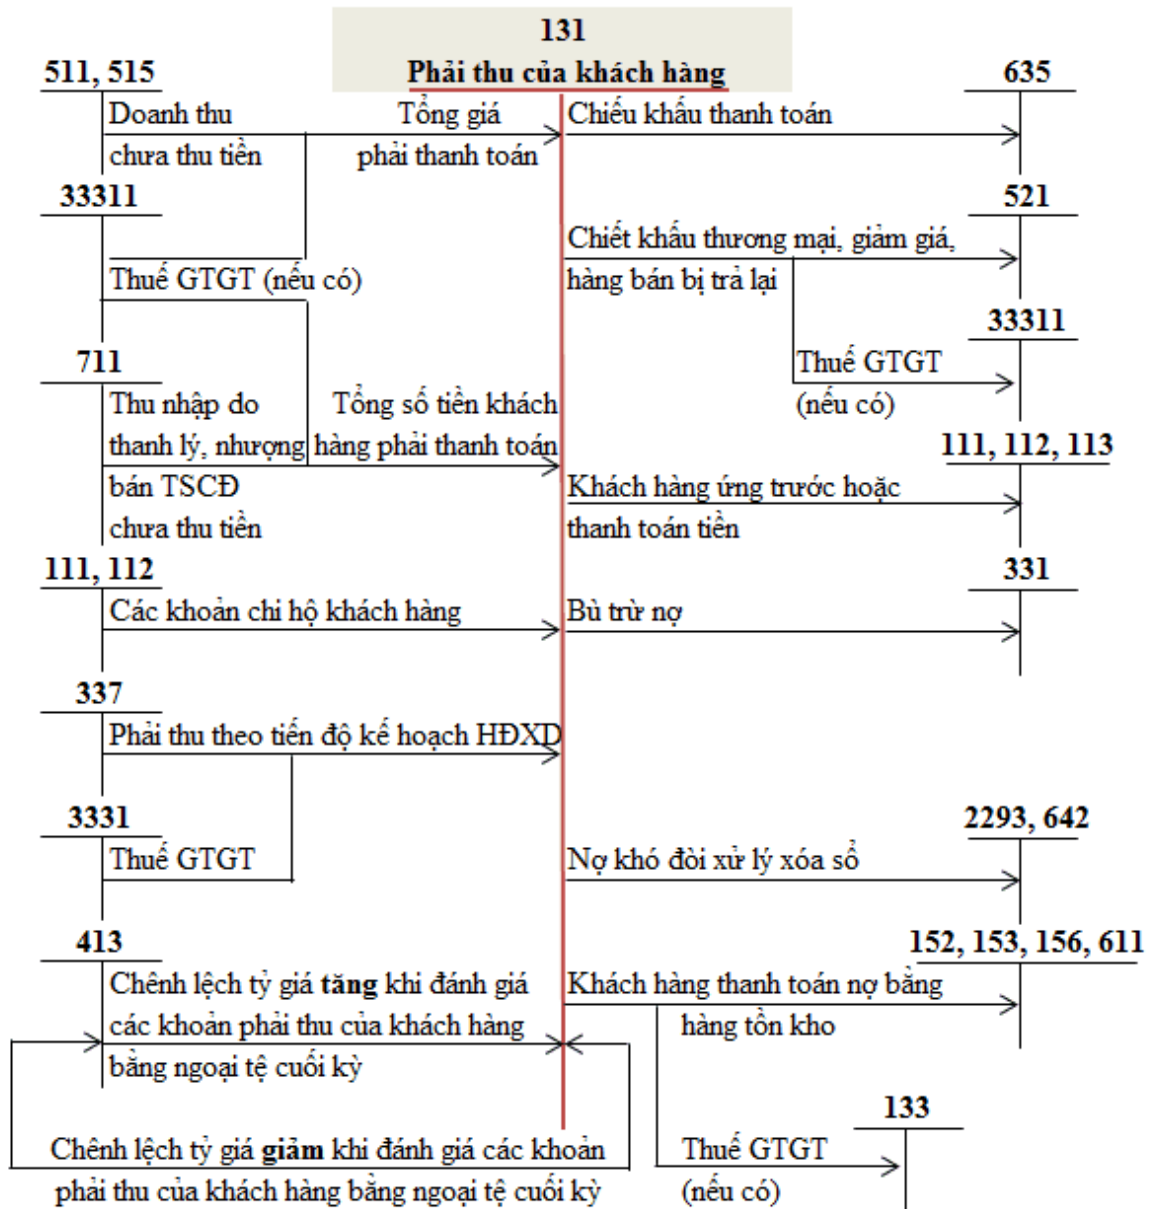 131
Phải thu của khách hàng
511, 515
635
Doanh thu
chưa thu tiền
Tổng giá
phải thanh toán
Chiếu khấu thanh toán
33311
521
Thuế GTGT (nếu có)
Chiết khấu thương mại, giảm giá,
hàng bán bị trả lại
33311
Thuế GTGT
(nếu có)
711
Thu nhập do
thanh lý, nhượng
bán TSCĐ
chưa thu tiền
Tổng số tiền khách
hàng phải thanh toán
111, 112, 113
Khách hàng ứng trước hoặc
thanh toán tiền
111, 112
331
Các khoản chi hộ khách hàng
Bù trừ nợ
337
Phải thu theo tiến độ kế hoạch HĐXD
3331
Thuế GTGT
2293, 642
Nợ khó đòi xử lý xóa sổ
413
152, 153, 156, 611
Chênh lệch tỷ giá tăng khi đánh giá
các khoản phải thu của khách hàng
bằng ngoại tệ cuối kỳ
Khách hàng thanh toán nợ bằng
hàng tồn kho
133
Chênh lệch tỷ giá giảm khi đánh giá các khoản
phải thu của khách hàng bằng ngoại tệ cuối kỳ
Thuế GTGT
(nếu có)